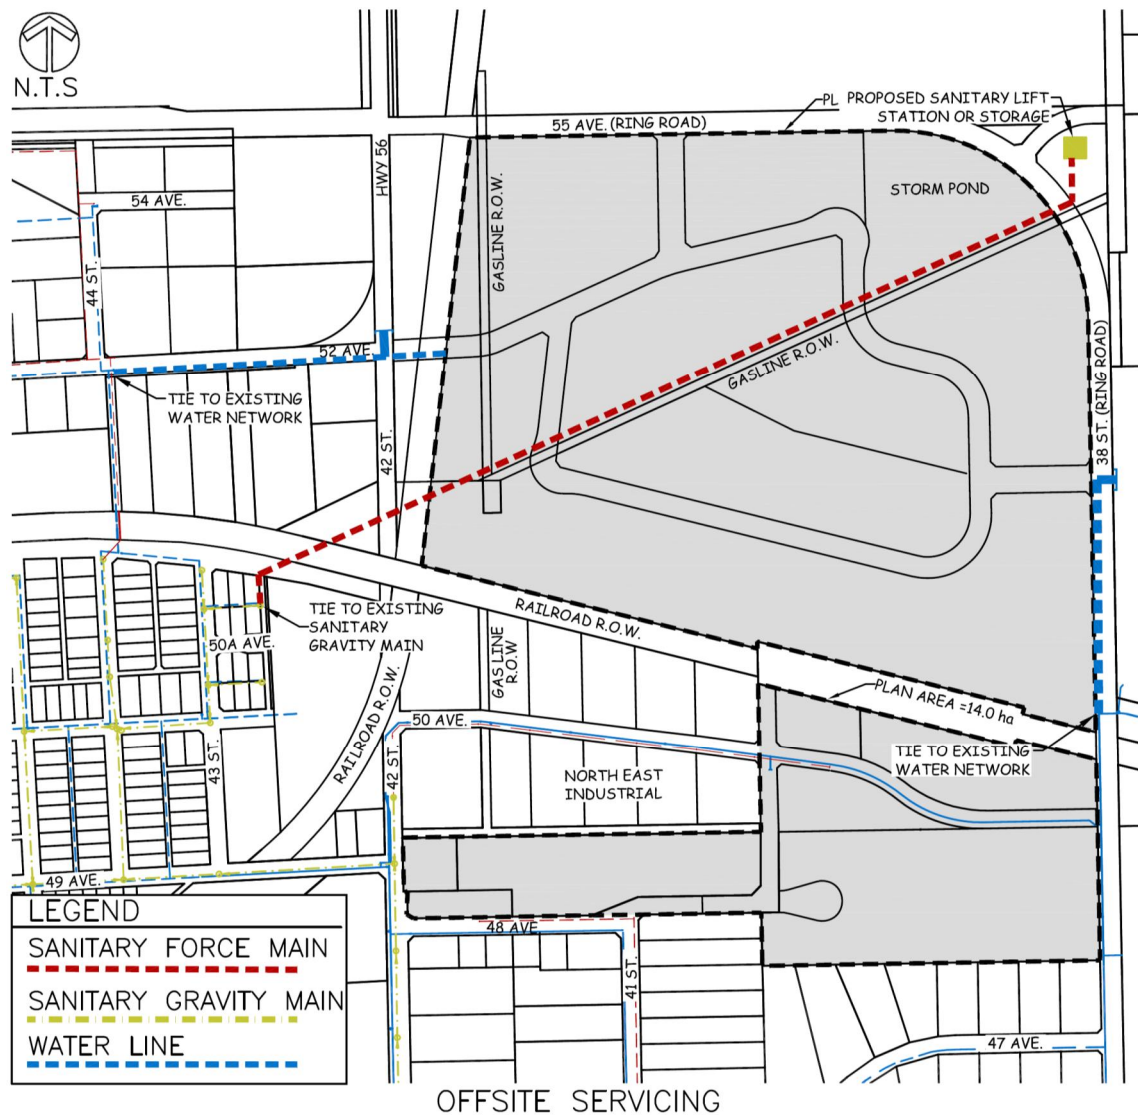 N.T.S
PL PROPOSED SANITARY LIFT
STATION OR STORAGE
55 AVE. (RING ROAD)
HWY 56
STORM POND
54 AVE.
GASLINE R.O.W.
44 ST.
52 AVE.
38 ST. (RING ROAD)
GASLINE R.O.W.
TIE TO EXISTING
WATER NETWORK
42 ST.
TIE TO EXISTING
SANITARY
GRAVITY MAIN
RAILROAD R.O.W.
50A AVE.
GAS LINE
R.O.W.
RAILROAD R.O.W.
PLAN AREA =14.0 ha
50 AVE.
43 ST.
42 ST.
TIE TO EXISTING
WATER NETWORK
NORTH EAST
INDUSTRIAL
49 AVE.
48 AVE
41 ST.
47 AVE.
LEGEND
SANITARY FORCE MAIN
SANITARY GRAVITY MAIN
WATER LINE
OFFSITE SERVICING